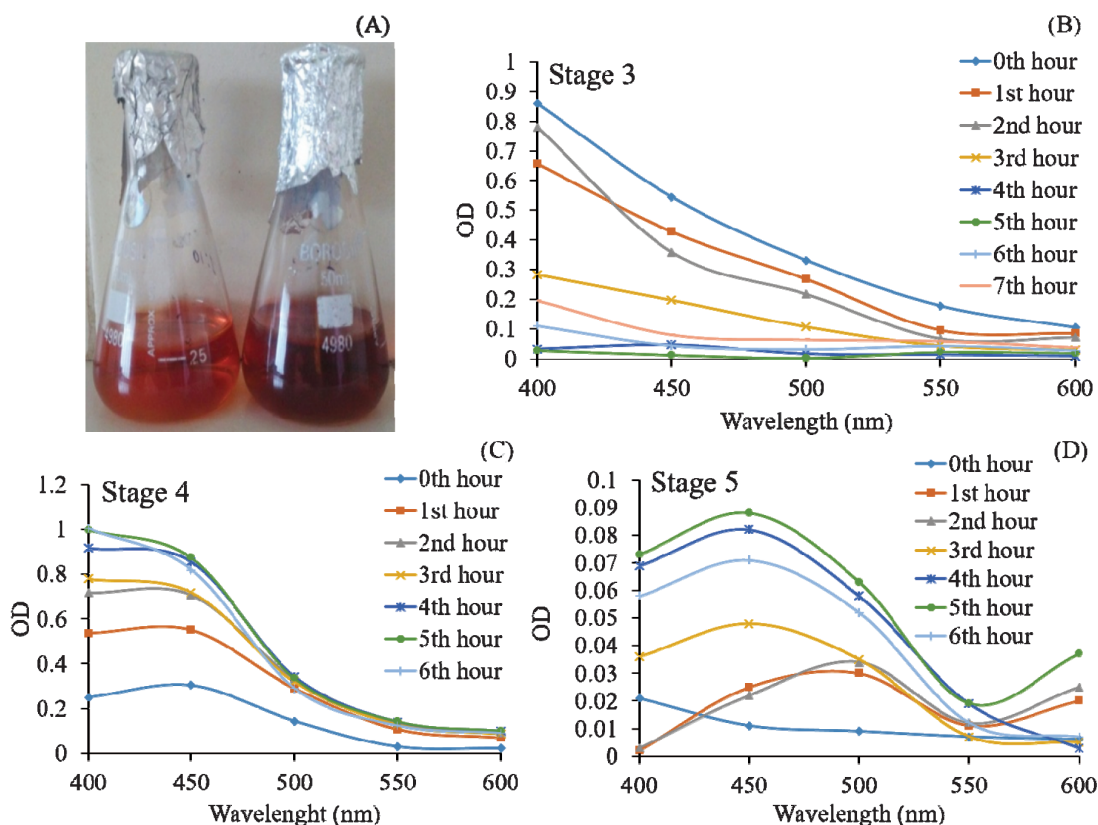 (A)
4980
APPROX
25
50ml
4980
(B)
Stage 3
1
0.9
0.8
0.7
0.6
0.5
0.4
0.3
0.2
0.1
0
OD
400 450 500 550 600
Wavelength (nm)
0th hour
1st hour
2nd hour
3rd hour
4th hour
5th hour
6th hour
7th hour
(C)
Stage 4
1.2
1
0.8
0.6
0.4
0.2
0
OD
400 450 500 550 600
Wavelenght (nm)
0th hour
1st hour
2nd hour
3rd hour
4th hour
5th hour
6th hour
(D)
Stage 5
0.1
0.09
0.08
0.07
0.06
0.05
0.04
0.03
0.02
0.01
0
OD
400 450 500 550 600
Wavelength (nm)
0th hour
1st hour
2nd hour
3rd hour
4th hour
5th hour
6th hour